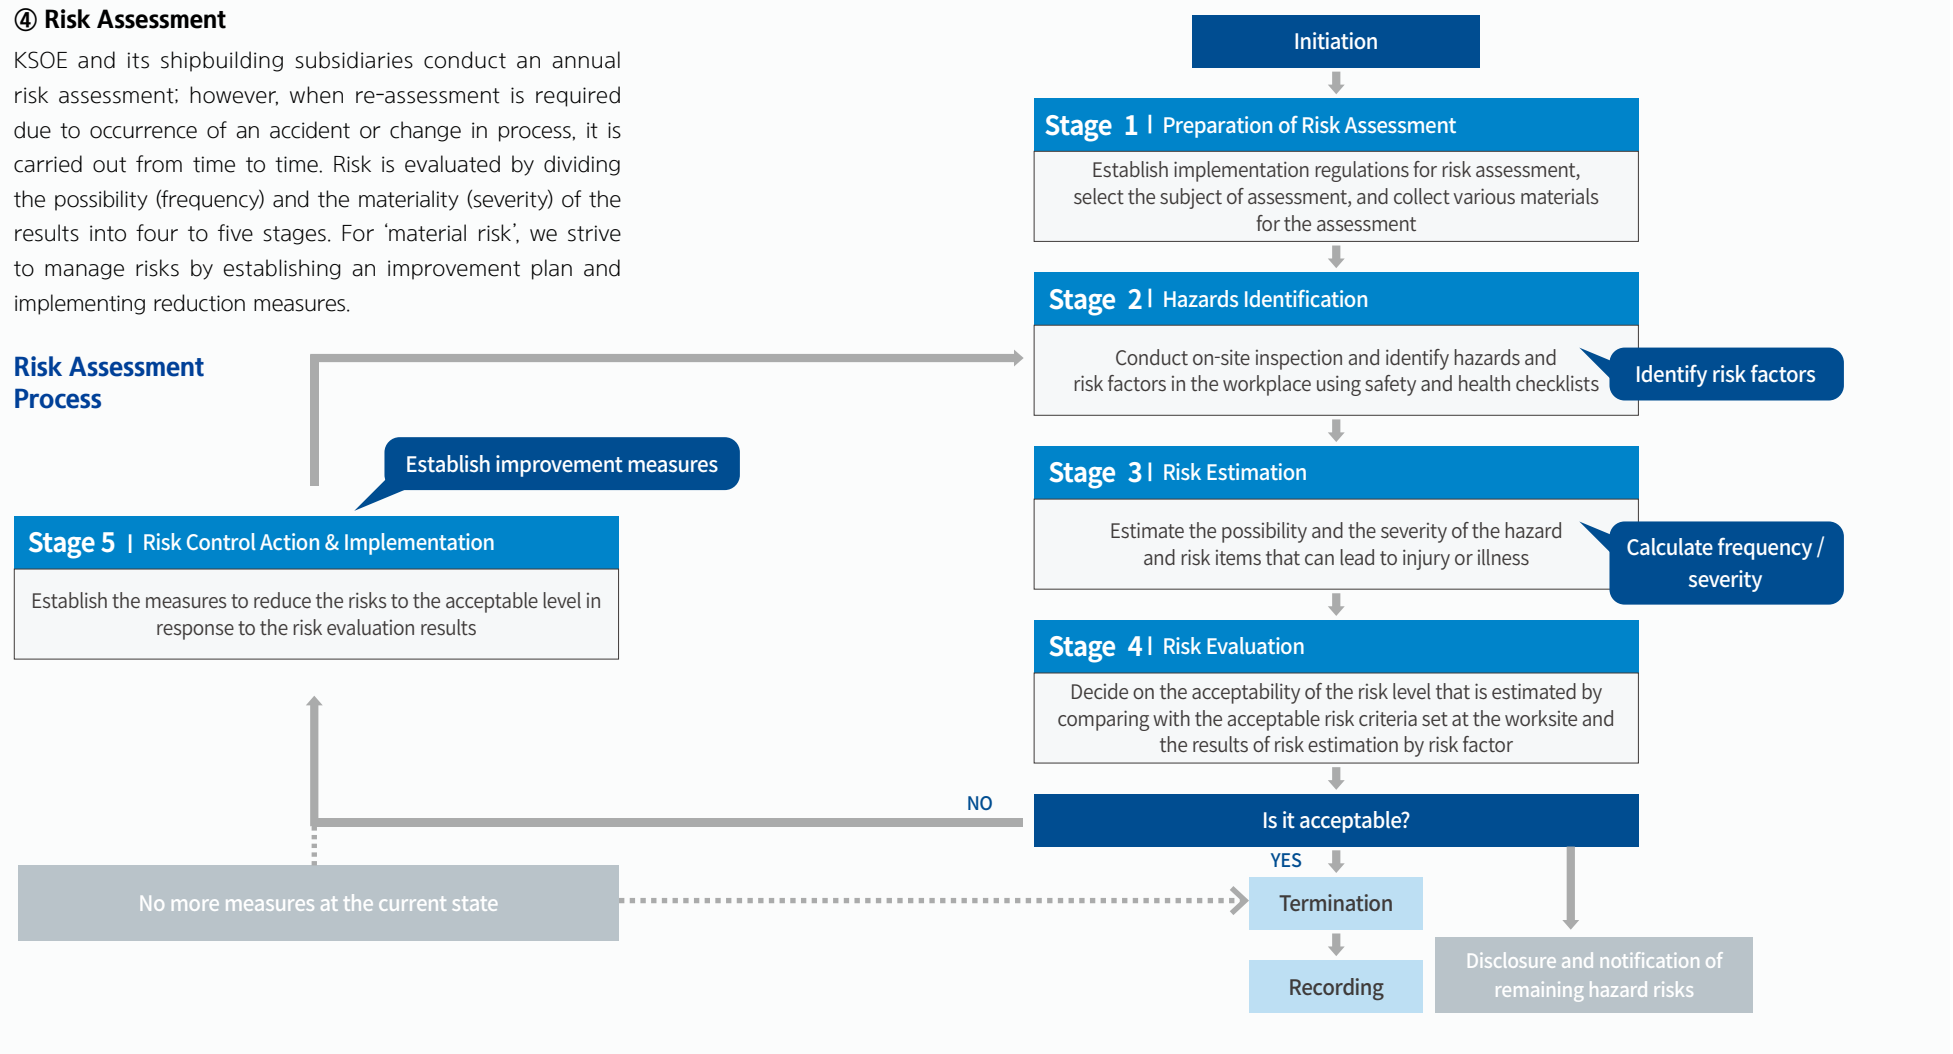 ④ Risk Assessment
KSOE and its shipbuilding subsidiaries conduct an annual
risk assessment; however, when re-assessment is required
due to occurrence of an accident or change in process, it is
carried out from time to time. Risk is evaluated by dividing
the possibility (frequency) and the materiality (severity) of the
results into four to five stages. For ‘material risk’, we strive
to manage risks by establishing an improvement plan and
implementing reduction measures.
Risk Assessment
Process
Initiation
Stage 1 | Preparation of Risk Assessment
Establish implementation regulations for risk assessment,
select the subject of assessment, and collect various materials
for the assessment
Stage 2 | Hazards Identification
Conduct on-site inspection and identify hazards and
risk factors in the workplace using safety and health checklists
Identify risk factors
Stage 3 | Risk Estimation
Estimate the possibility and the severity of the hazard
and risk items that can lead to injury or illness
Calculate frequency /
severity
Stage 4 | Risk Evaluation
Decide on the acceptability of the risk level that is estimated by
comparing with the acceptable risk criteria set at the worksite and
the results of risk estimation by risk factor
Is it acceptable?
NO
Establish improvement measures
Stage 5 | Risk Control Action & Implementation
Establish the measures to reduce the risks to the acceptable level in
response to the risk evaluation results
No more measures at the current state
YES
Termination
Recording
Disclosure and notification of
remaining hazard risks